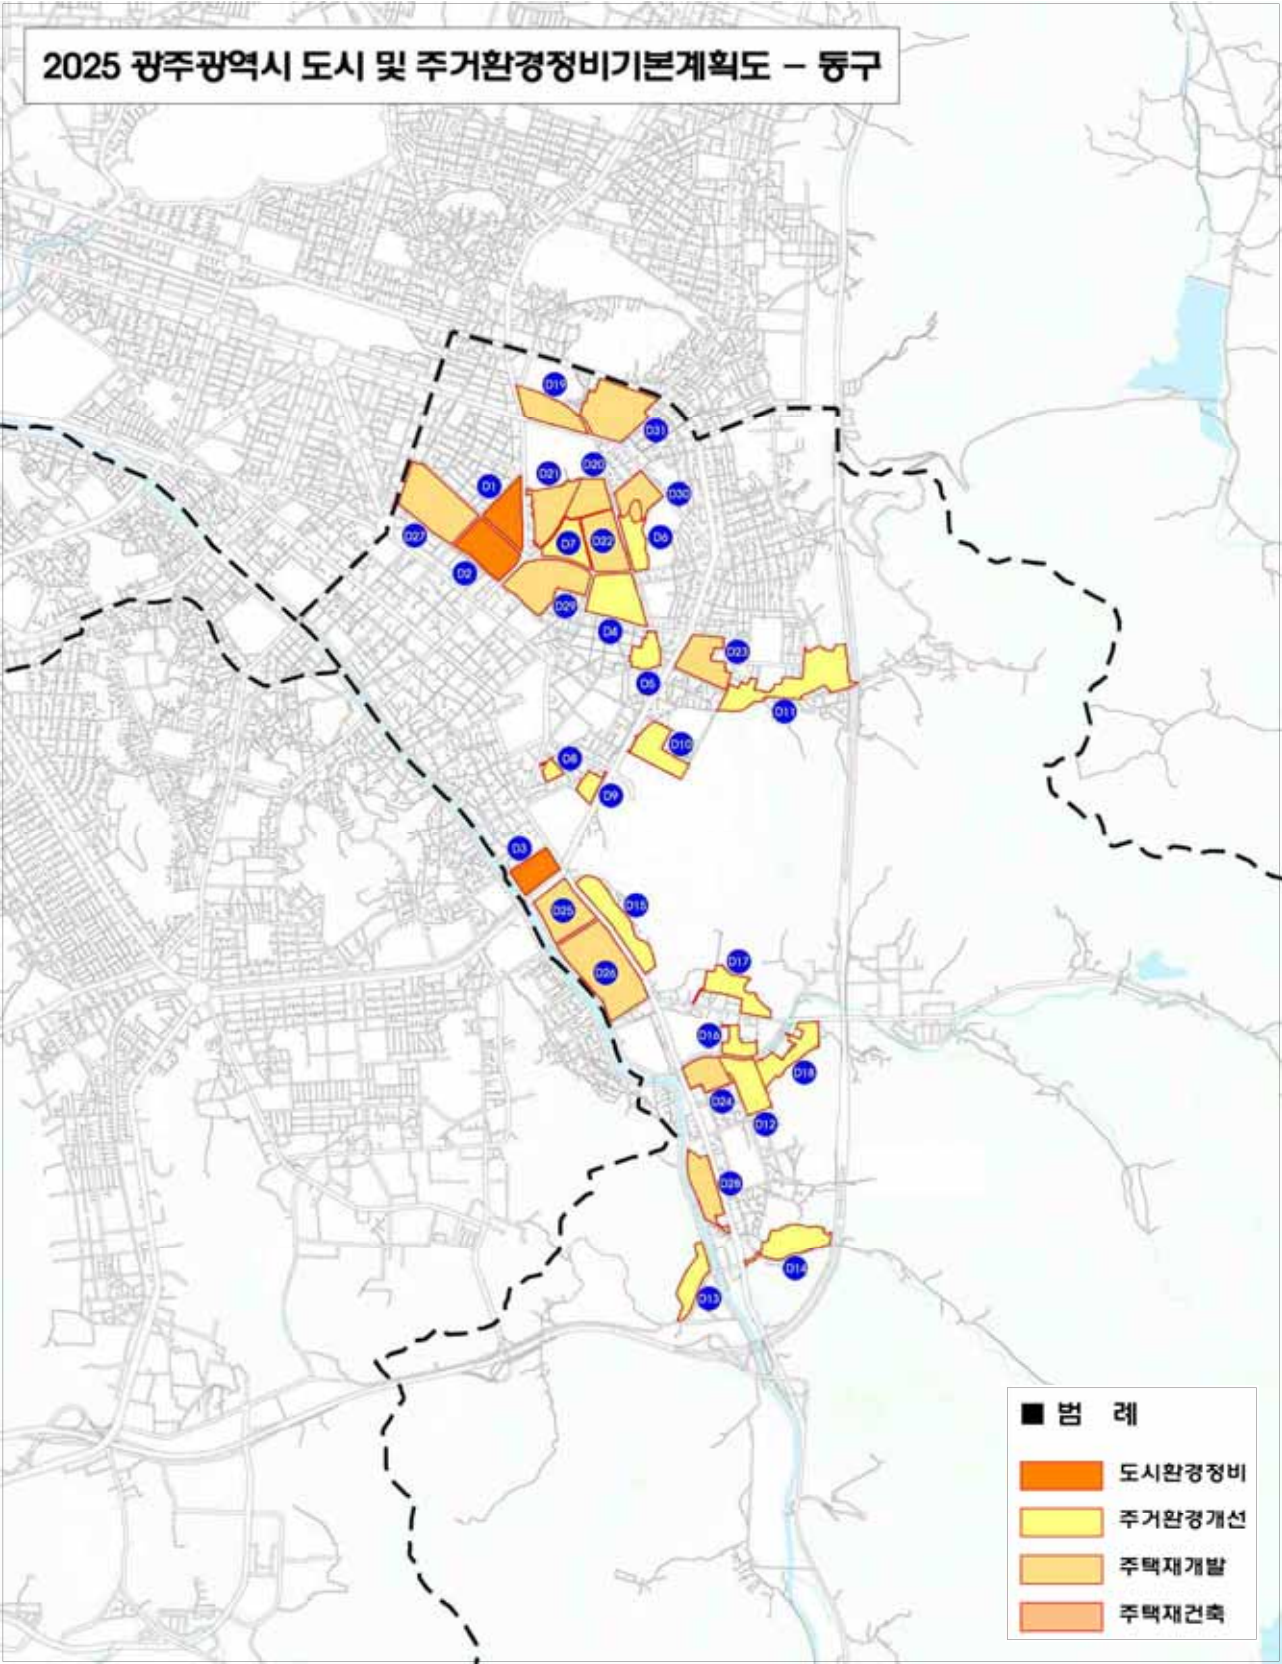 2025 광주광역시 도시 및 주거환경정비기본계획도 – 동구
D19
D31
D20
D21
D1
D30
D27
D7
D22
D6
D2
D29
D4
D23
D5
D11
D10
D8
D9
D3
D15
D25
D17
D26
D16
D18
D24
D12
D28
D14
D13
■ 범 례
도시환경정비
주거환경개선
주택재개발
주택재건축